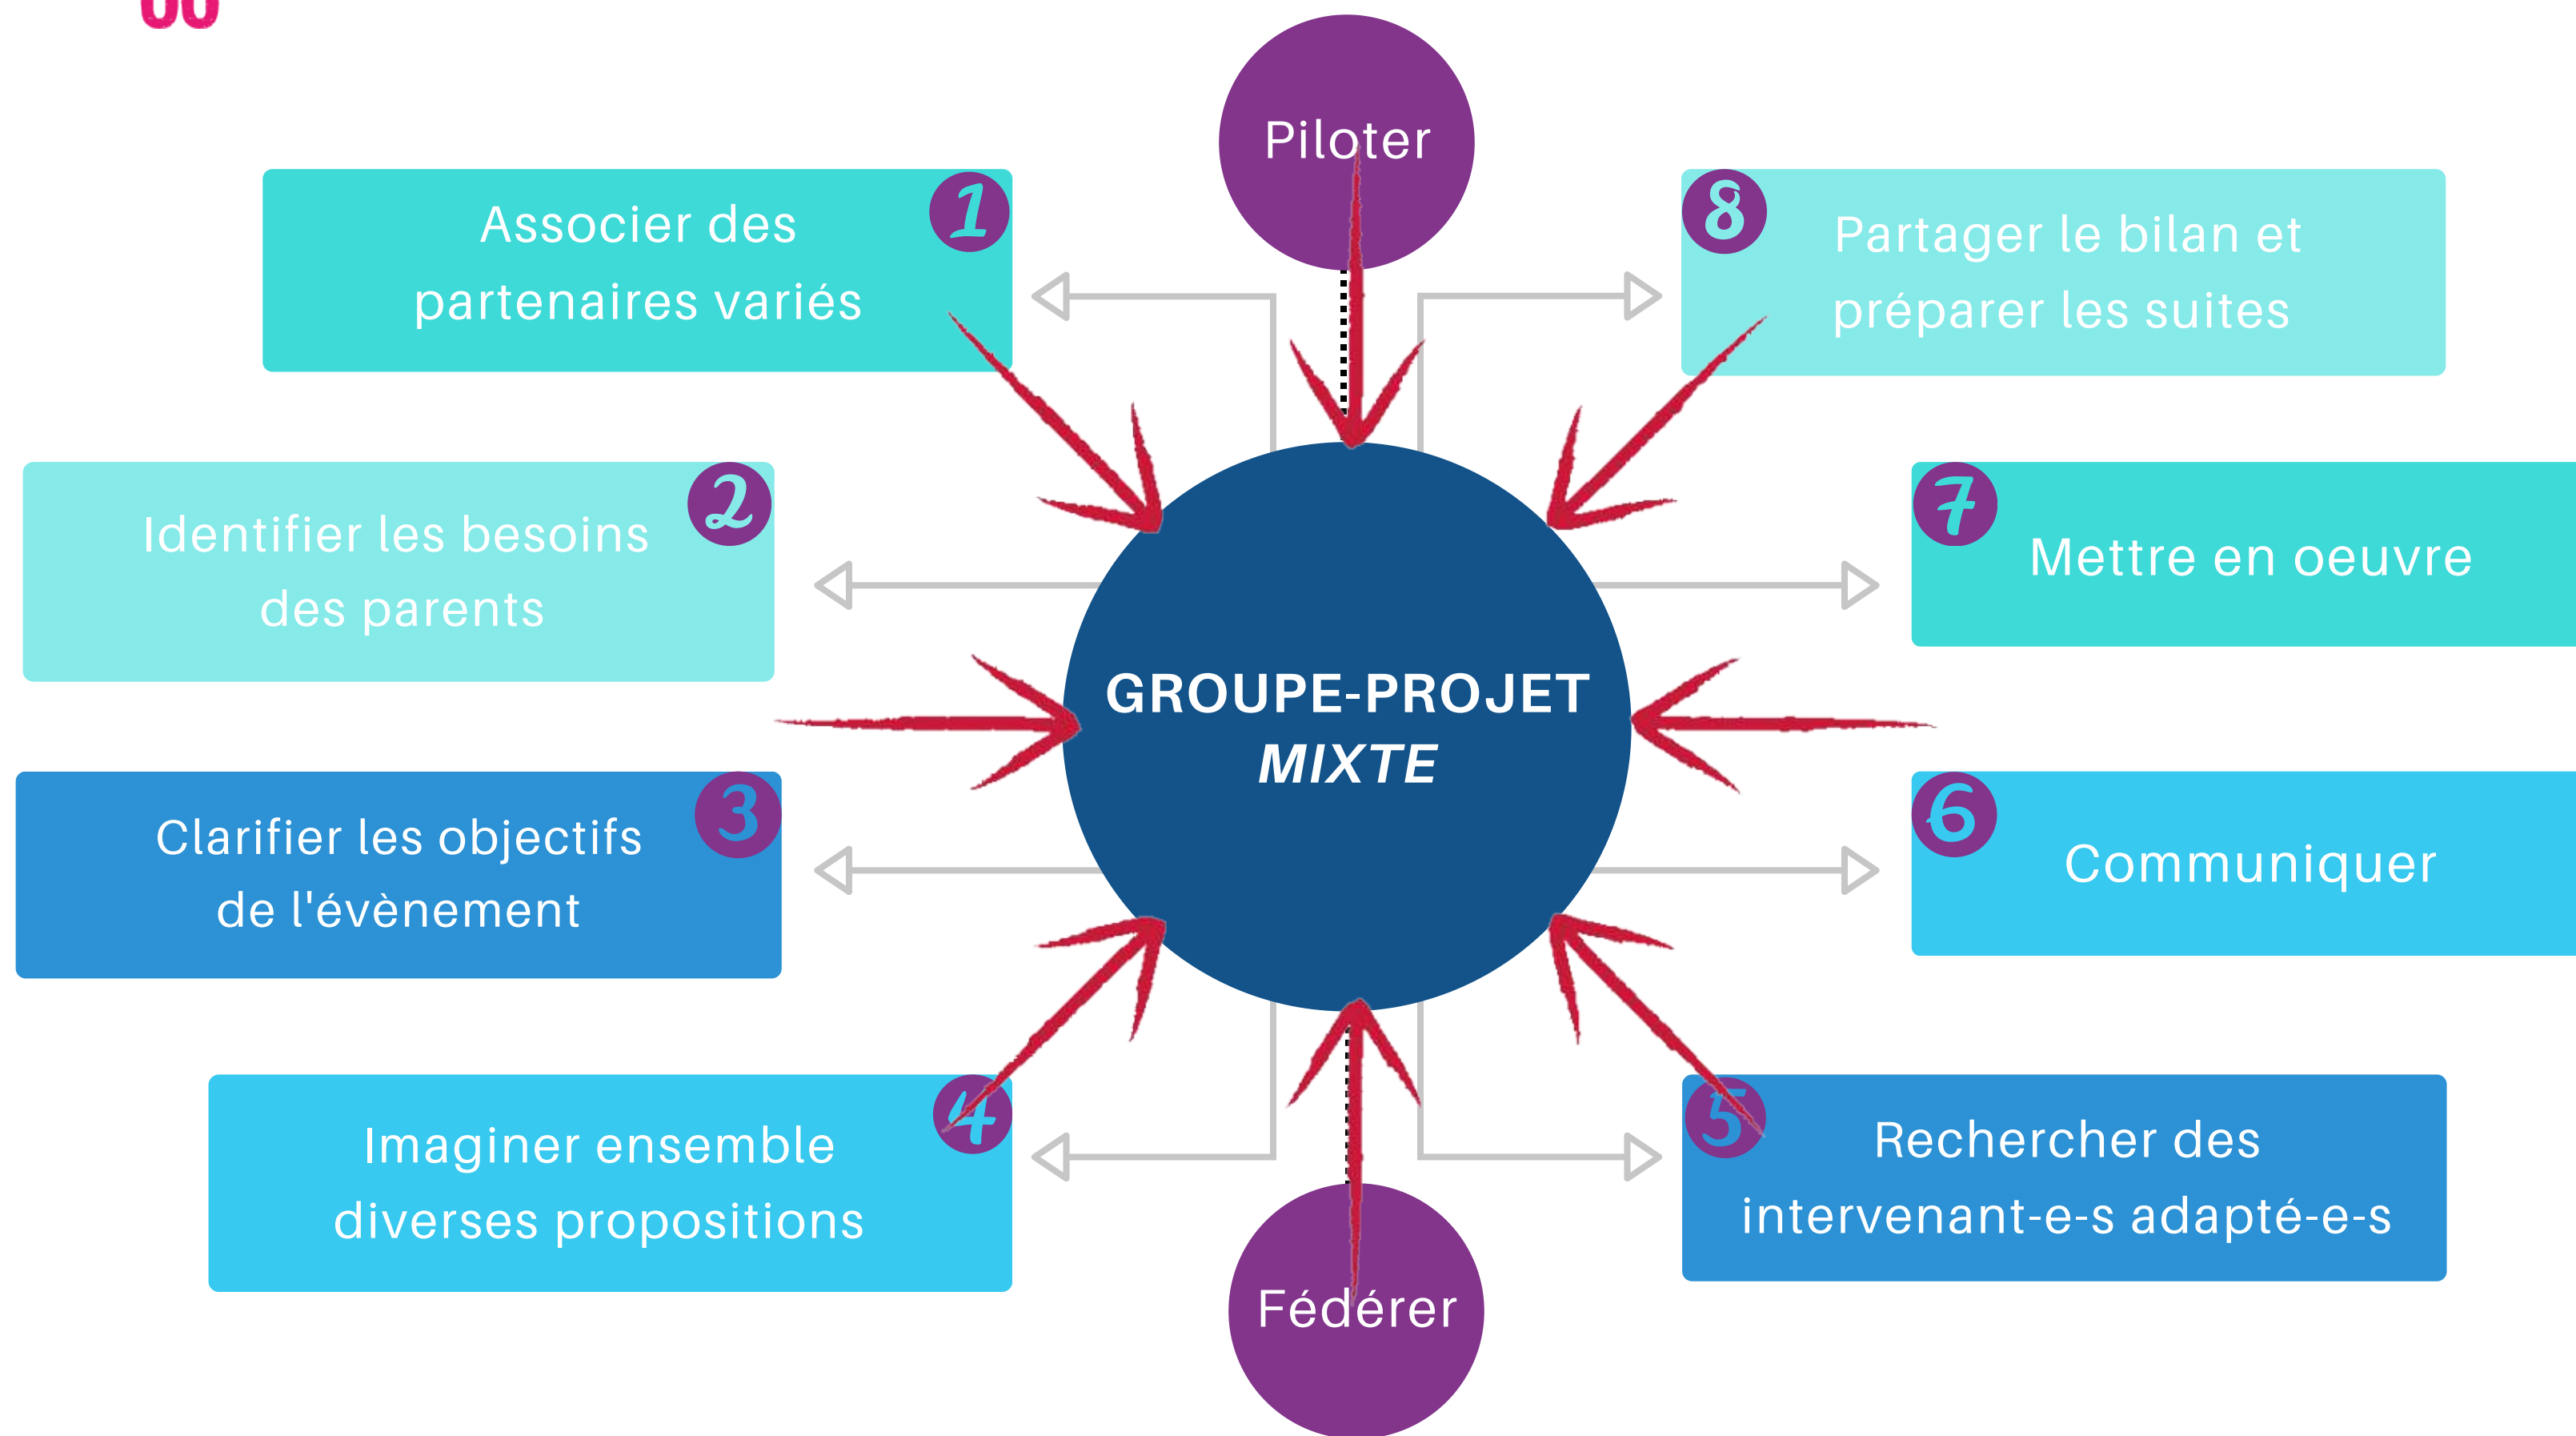 Piloter
1
Associer des
partenaires variés
2
Identifier les besoins
des parents
3
Clarifier les objectifs
de l'évènement
4
Imaginer ensemble
diverses propositions
GROUPE-PROJET
MIXTE
Fédérer
8
Partager le bilan et
préparer les suites
7
Mettre en oeuvre
6
Communiquer
5
Rechercher des
intervenant-e-s adapté-e-s